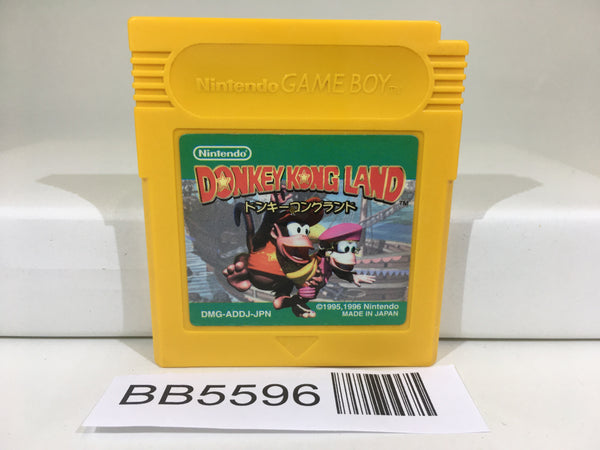 Nintendo GAME BOY TM
Nintendo
DONKEY KONG LAND TM
ドンキーコングランド
©1995,1996 Nintendo
DMG-ADDJ-JPN
MADE IN JAPAN
BB5596